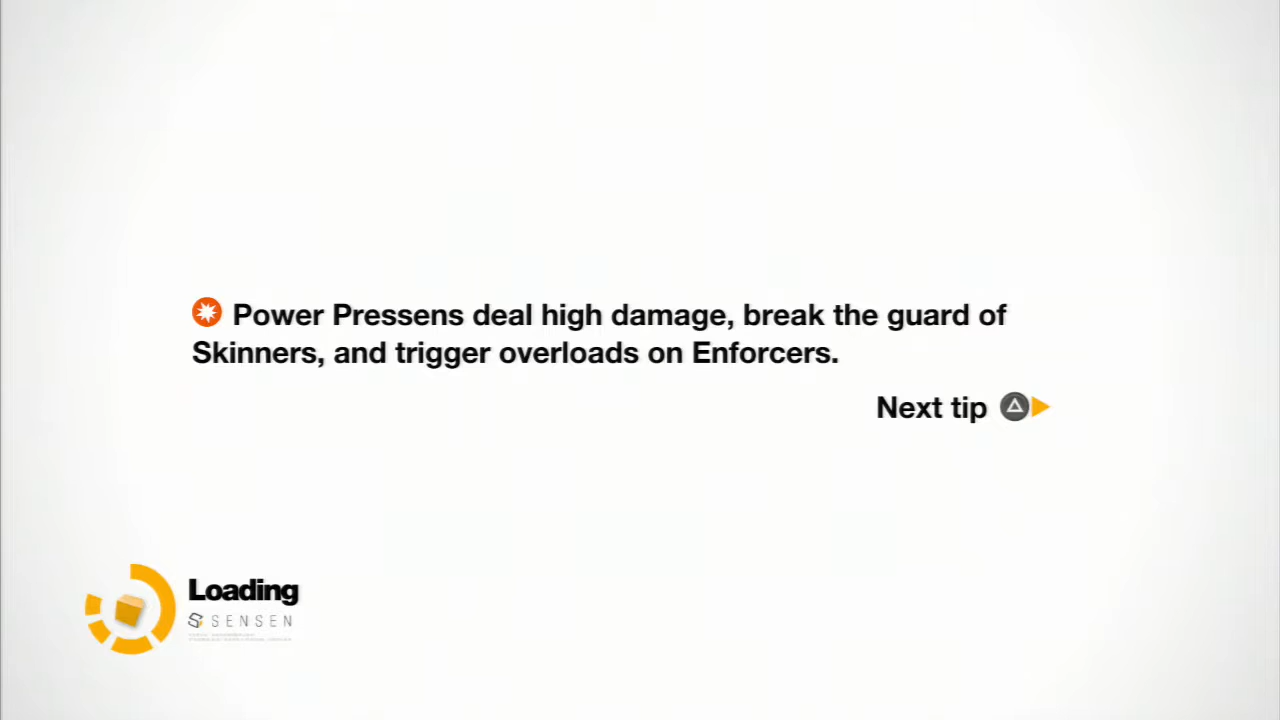 Power Pressens deal high damage, break the guard of
Skinners, and trigger overloads on Enforcers.
Next tip
Loading
SENSEN